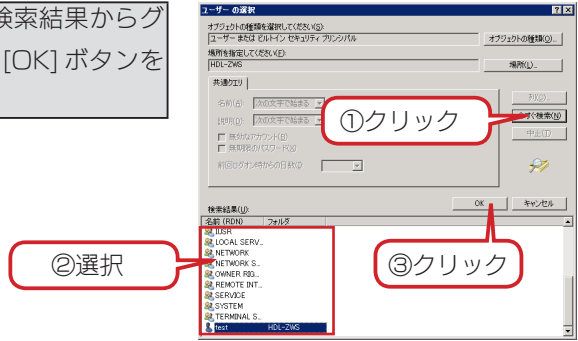 検索結果からグ
[OK] ボタンを
ユーザー の選択
オブジェクトの種類を選択してください(S):
ユーザー または ビルトイン セキュリティ プリンシパル
オブジェクトの種類(O)...
場所を指定してください(F):
HDL-ZWS
場所(L)...
共通クエリ
名前(A):
次の文字で始まる
列(C)...
①クリック
今すぐ検索(N)
説明(D):
次の文字で始まる
中止(T)
無効なアカウント(B)
無期限のパスワード(X)
前回ログオン時からの日数(I):
OK
キャンセル
検索結果(U):
名前 (RDN)
フォルダ
IUSR
LOCAL SERV...
NETWORK
NETWORK S...
OWNER RIG...
REMOTE INT...
SERVICE
SYSTEM
TERMINAL S...
test
HDL-ZWS
②選択
③クリック